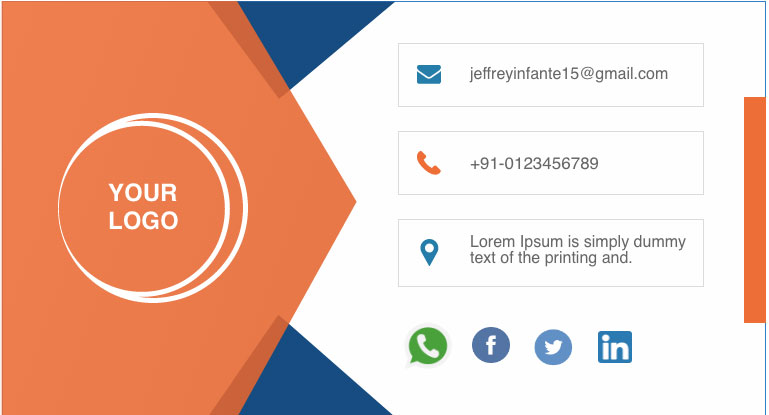 YOUR
LOGO
jeffreyinfante15@gmail.com
+91-0123456789
Lorem Ipsum is simply dummy
text of the printing and.